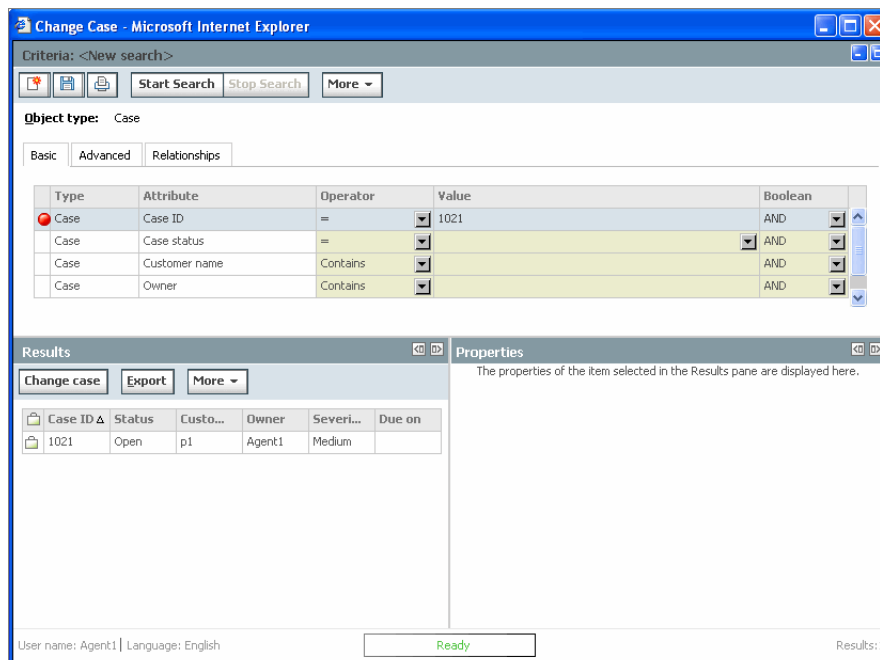 Change Case - Microsoft Internet Explorer
Criteria: <New search>
Start Search Stop Search More
Object type: Case
Basic Advanced Relationships
Type Attribute Operator Value Boolean
Case Case ID = 1021 AND
Case Case status = AND
Case Customer name Contains AND
Case Owner Contains AND
Results
Change case Export More
Case ID Status Custo... Owner Severi... Due on
1021 Open p1 Agent1 Medium
Properties
The properties of the item selected in the Results pane are displayed here.
User name: Agent1 Language: English Ready Results: